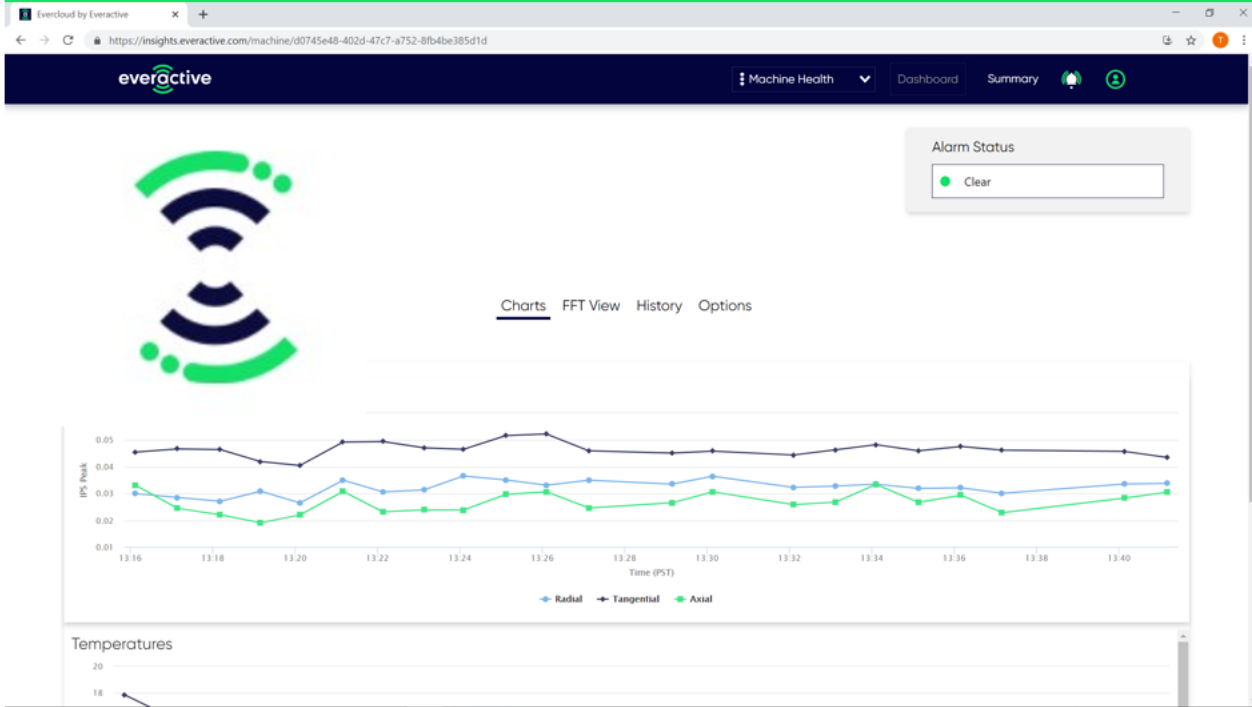 Evercloud by Everactive
https://insights.everactive.com/machine/d0745e48-402d-47c7-a752-8fb4be385d1d
T
everactive
Machine Health
Dashboard
Summary
Alarm Status
Clear
Charts FFT View History Options
0.05
0.04
0.03
0.02
0.01
IPS Peak
13:16 13:18 13:20 13:22 13:24 13:26 13:28 13:30 13:32 13:34 13:36 13:38 13:40
Time (PST)
Radial Tangential Axial
Temperatures
20
18